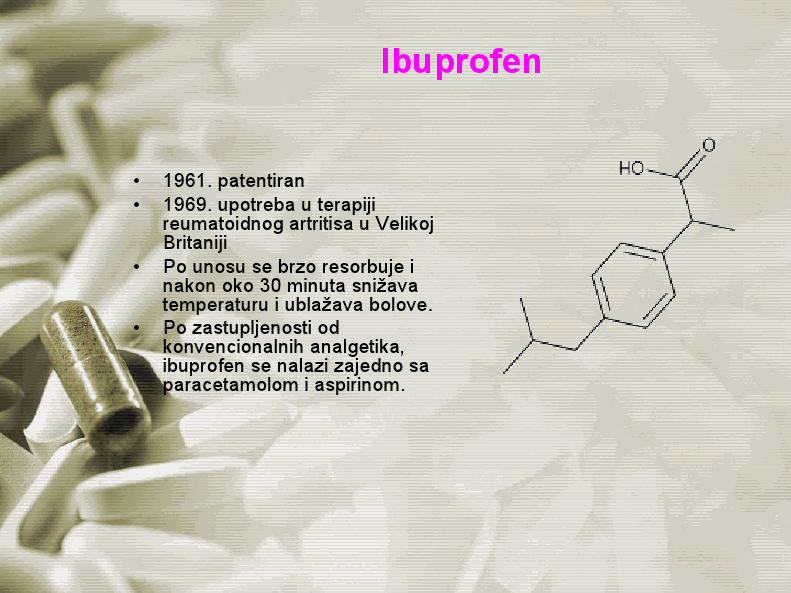 Ibuprofen
• 1961. patentiran
• 1969. upotreba u terapiji
reumatoidnog artritisa u Velikoj
Britaniji
• Po unosu se brzo resorbuje i
nakon oko 30 minuta snižava
temperaturu i ublažava bolove.
• Po zastupljenosti od
konvencionalnih analgetika,
ibuprofen se nalazi zajedno sa
paracetamolom i aspirinom.
O
HO